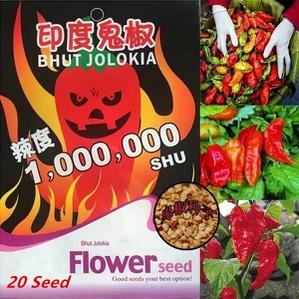 印度鬼椒
BHUT JOLOKIA
辣度
1,000,000
SHU
Bhut Jolokia
Flower seed
Good seeds your best option!
20 Seed